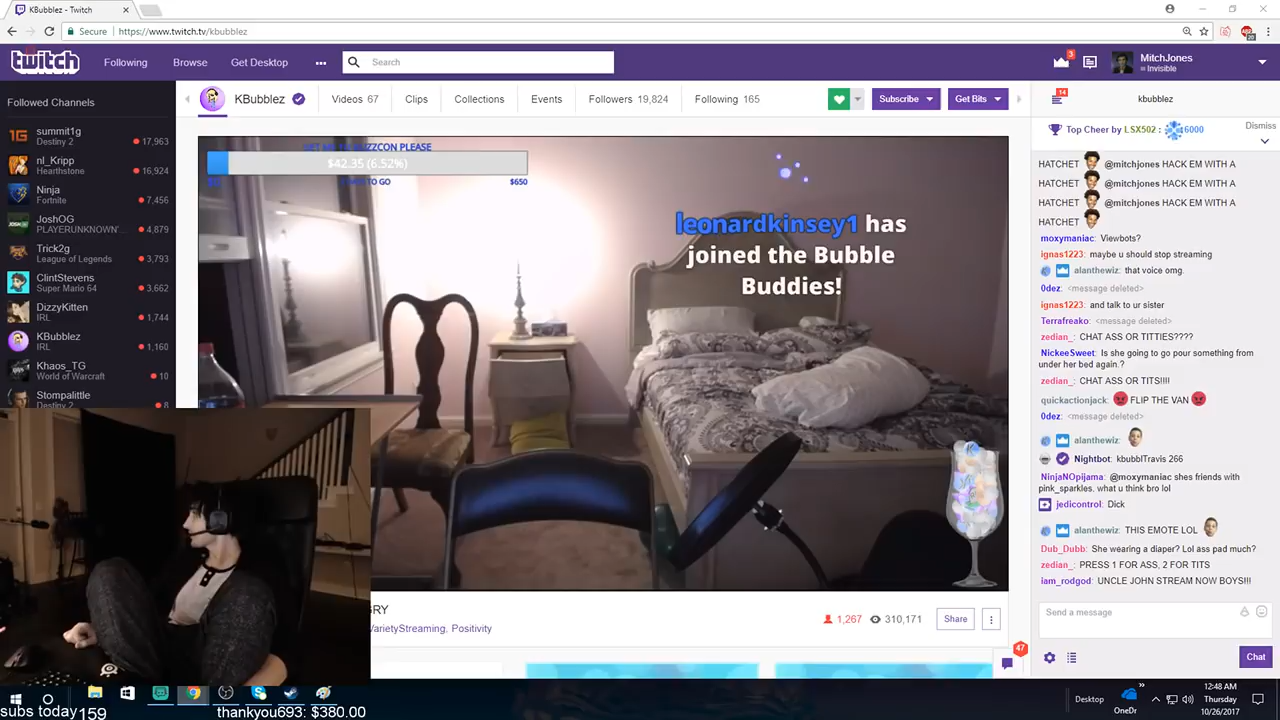 KBubblez - Twitch
Secure
https://www.twitch.tv/kbubblez
twitch
Following
Browse
Get Desktop
Search
3
MitchJones
Invisible
Followed Channels
summit1g
Destiny 2
17,963
nl_Kripp
Hearthstone
16,924
Ninja
Fortnite
7,456
JoshOG
PLAYERUNKNOWN'
4,879
Trick2g
League of Legends
3,793
ClintStevens
Super Mario 64
3,662
DizzyKitten
IRL
1,744
KBubblez
IRL
1,160
Khaos_TG
World of Warcraft
10
Stompalittle
Destiny 2
8
KBubblez
Videos 67
Clips
Collections
Events
Followers 19,824
Following 165
Subscribe
Get Bits
$42.35 (6.52%)
$650
leonardkinsey1 has
joined the Bubble
Buddies!
GRY
VarietyStreaming, Positivity
1,267
310,171
Share
47
14
kbubblez
Top Cheer by LSX502 : 6000
Dismiss
HATCHET @mitchjones HACK EM WITH A
HATCHET @mitchjones HACK EM WITH A
HATCHET @mitchjones HACK EM WITH A
HATCHET
moxymaniac: Viewbots?
ignas1223: maybe u should stop streaming
alanthewiz: that voice omg.
0dez: <message deleted>
ignas1223: and talk to ur sister
Terrafreako: <message deleted>
zedian_: CHAT ASS OR TITTIES????
NickeeSweet: Is she going to go pour something from
under her bed again.?
zedian_: CHAT ASS OR TITS!!!!
quickactionjack: FLIP THE VAN
0dez: <message deleted>
alanthewiz:
Nightbot: kbubblTravis 266
NinjaNOpijama: @moxymaniac shes friends with
pink_sparkles. what u think bro lol
jedicontrol: Dick
alanthewiz: THIS EMOTE LOL
Dub_Dubb: She wearing a diaper? Lol ass pad much?
zedian_: PRESS 1 FOR ASS, 2 FOR TITS
iam_rodgod: UNCLE JOHN STREAM NOW BOYS!!!
Send a message
Chat
subs today 159
thankyou693: $380.00
Desktop
OneDr
12:48 AM
Thursday
10/26/2017